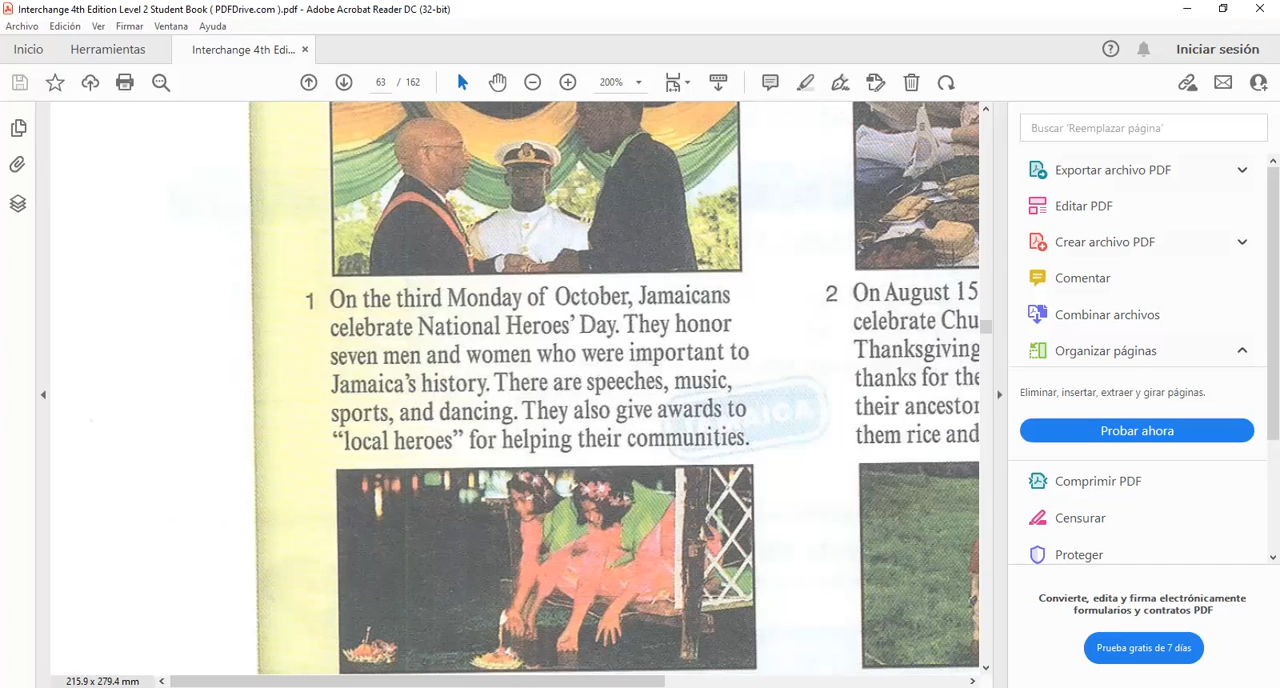 Interchange 4th Edition Level 2 Student Book ( PDFDrive.com ).pdf - Adobe Acrobat Reader DC (32-bit)
Archivo Edición Ver Firmar Ventana Ayuda
Inicio Herramientas Interchange 4th Edi... × Iniciar sesión
63 / 162 200%
1 On the third Monday of October, Jamaicans
celebrate National Heroes' Day. They honor
seven men and women who were important to
Jamaica's history. There are speeches, music,
sports, and dancing. They also give awards to
"local heroes" for helping their communities.
2 On August 15
celebrate Chu
Thanksgiving
thanks for the
their ancestor
them rice and
JAMAICA
Buscar 'Reemplazar página'
Exportar archivo PDF
Editar PDF
Crear archivo PDF
Comentar
Combinar archivos
Organizar páginas
Eliminar, insertar, extraer y girar páginas.
Probar ahora
Comprimir PDF
Censurar
Proteger
Convierte, edita y firma electrónicamente
formularios y contratos PDF
Prueba gratis de 7 días
215.9 x 279.4 mm